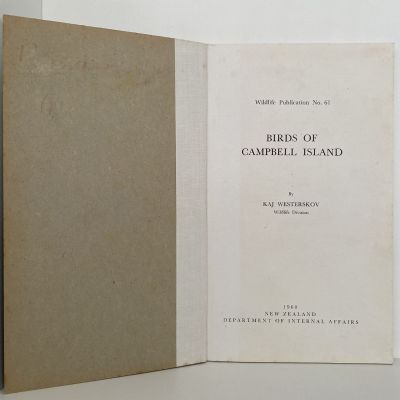 Wildlife Publication No. 61
BIRDS OF
CAMPBELL ISLAND
By
KAJ WESTERSKOV
Wildlife Division
1960
NEW ZEALAND
DEPARTMENT OF INTERNAL AFFAIRS